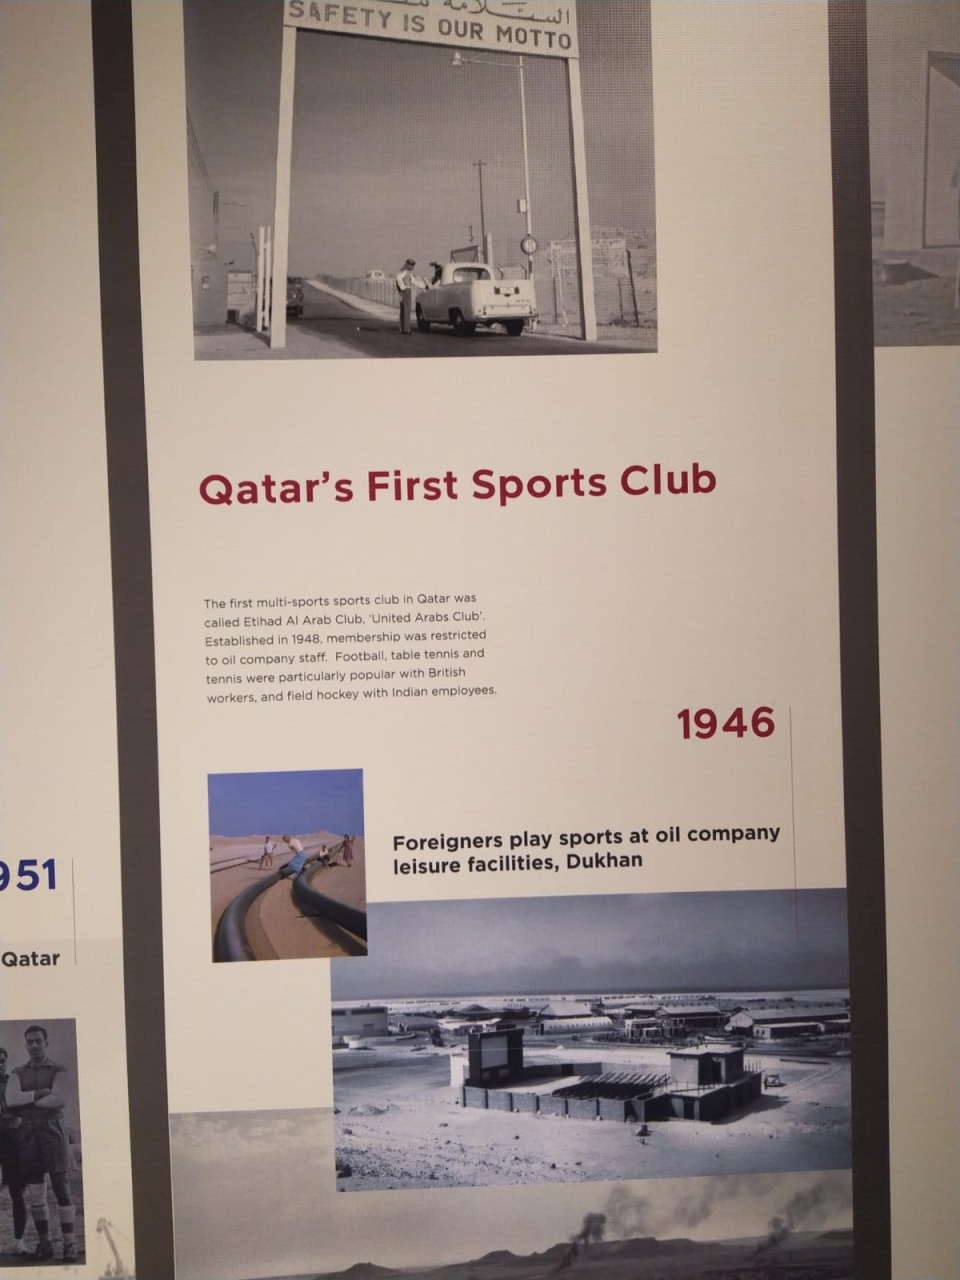 السلامة
SAFETY IS OUR MOTTO
Qatar's First Sports Club
The first multi-sports sports club in Qatar was
called Etihad Al Arab Club, 'United Arabs Club'.
Established in 1948, membership was restricted
to oil company staff. Football, table tennis and
tennis were particularly popular with British
workers, and field hockey with Indian employees.
1946
Foreigners play sports at oil company
leisure facilities, Dukhan
951
Qatar